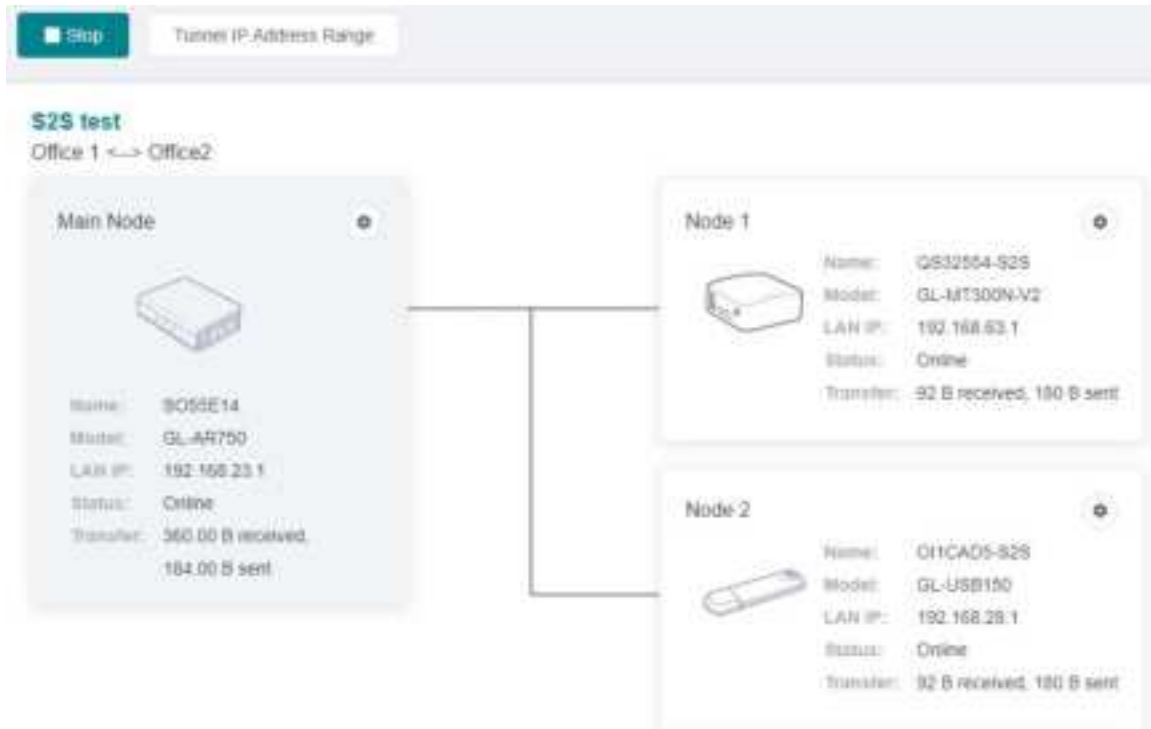 Stop
Tunnel IP Address Range
S2S test
Office 1 <...> Office2
Main Node
Name: SO55E14
Model: GL-AR750
LAN IP: 192.168.23.1
Status: Online
Transfer: 360.00 B received,
184.00 B sent
Node 1
Name: QS32554-S2S
Model: GL-MT300N-V2
LAN IP: 192.168.63.1
Status: Online
Transfer: 92 B received, 180 B sent
Node 2
Name: OI1CAD5-S2S
Model: GL-USB150
LAN IP: 192.168.28.1
Status: Online
Transfer: 92 B received, 180 B sent